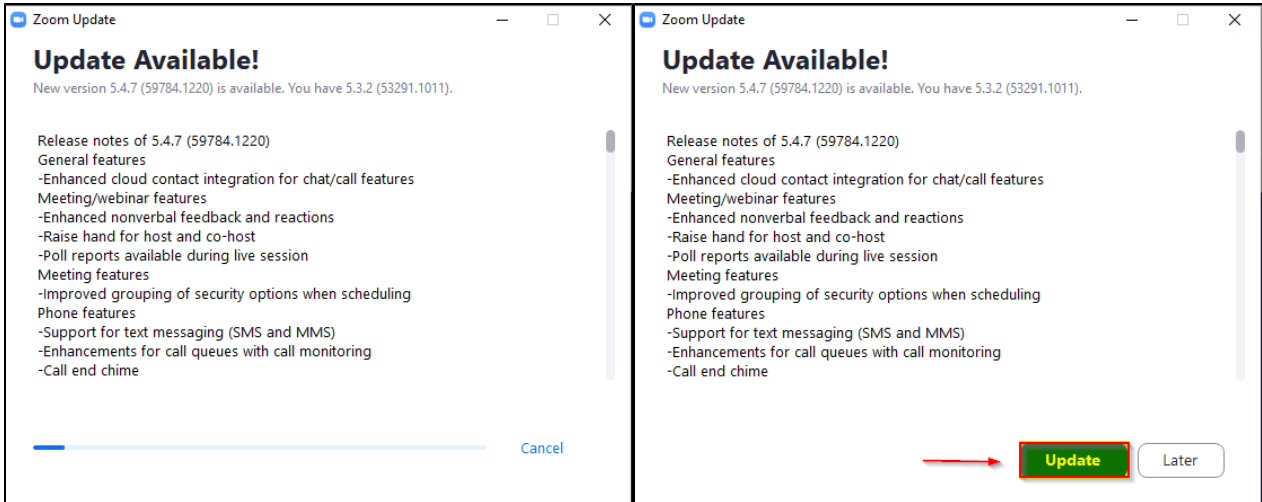 Zoom Update
Update Available!
New version 5.4.7 (59784.1220) is available. You have 5.3.2 (53291.1011).
Release notes of 5.4.7 (59784.1220)
General features
-Enhanced cloud contact integration for chat/call features
Meeting/webinar features
-Enhanced nonverbal feedback and reactions
-Raise hand for host and co-host
-Poll reports available during live session
Meeting features
-Improved grouping of security options when scheduling
Phone features
-Support for text messaging (SMS and MMS)
-Enhancements for call queues with call monitoring
-Call end chime
Cancel
Zoom Update
Update Available!
New version 5.4.7 (59784.1220) is available. You have 5.3.2 (53291.1011).
Release notes of 5.4.7 (59784.1220)
General features
-Enhanced cloud contact integration for chat/call features
Meeting/webinar features
-Enhanced nonverbal feedback and reactions
-Raise hand for host and co-host
-Poll reports available during live session
Meeting features
-Improved grouping of security options when scheduling
Phone features
-Support for text messaging (SMS and MMS)
-Enhancements for call queues with call monitoring
-Call end chime
Update
Later